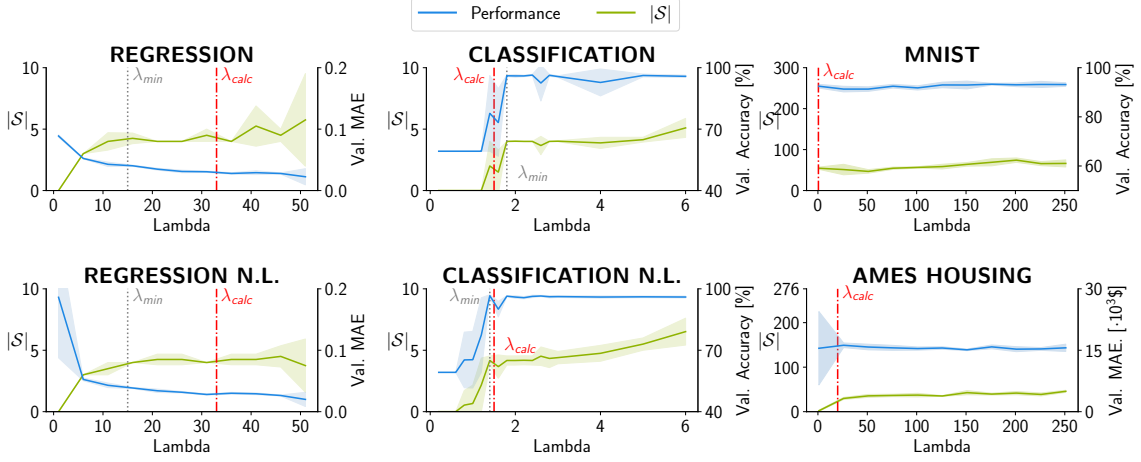 Performance |S|
REGRESSION
10
5
0
|S|
λmin
λcalc
0.2
0.1
0.0
Val. MAE
0 10 20 30 40 50
Lambda
CLASSIFICATION
10
5
0
|S|
λcalc
λmin
96
70
40
Val. Accuracy [%]
2 4 6
Lambda
MNIST
300
200
100
0
|S|
λcalc
100
80
60
Val. Accuracy [%]
0 50 100 150 200 250
Lambda
REGRESSION N.L.
10
5
0
|S|
λmin
λcalc
0.2
0.1
0.0
Val. MAE
0 10 20 30 40 50
Lambda
CLASSIFICATION N.L.
10
5
0
|S|
λmin
λcalc
96
70
40
Val. Accuracy [%]
2 4 6
Lambda
AMES HOUSING
276
200
100
0
|S|
λcalc
30
15
0
Val. MAE. [·10³$]
0 50 100 150 200 250
Lambda